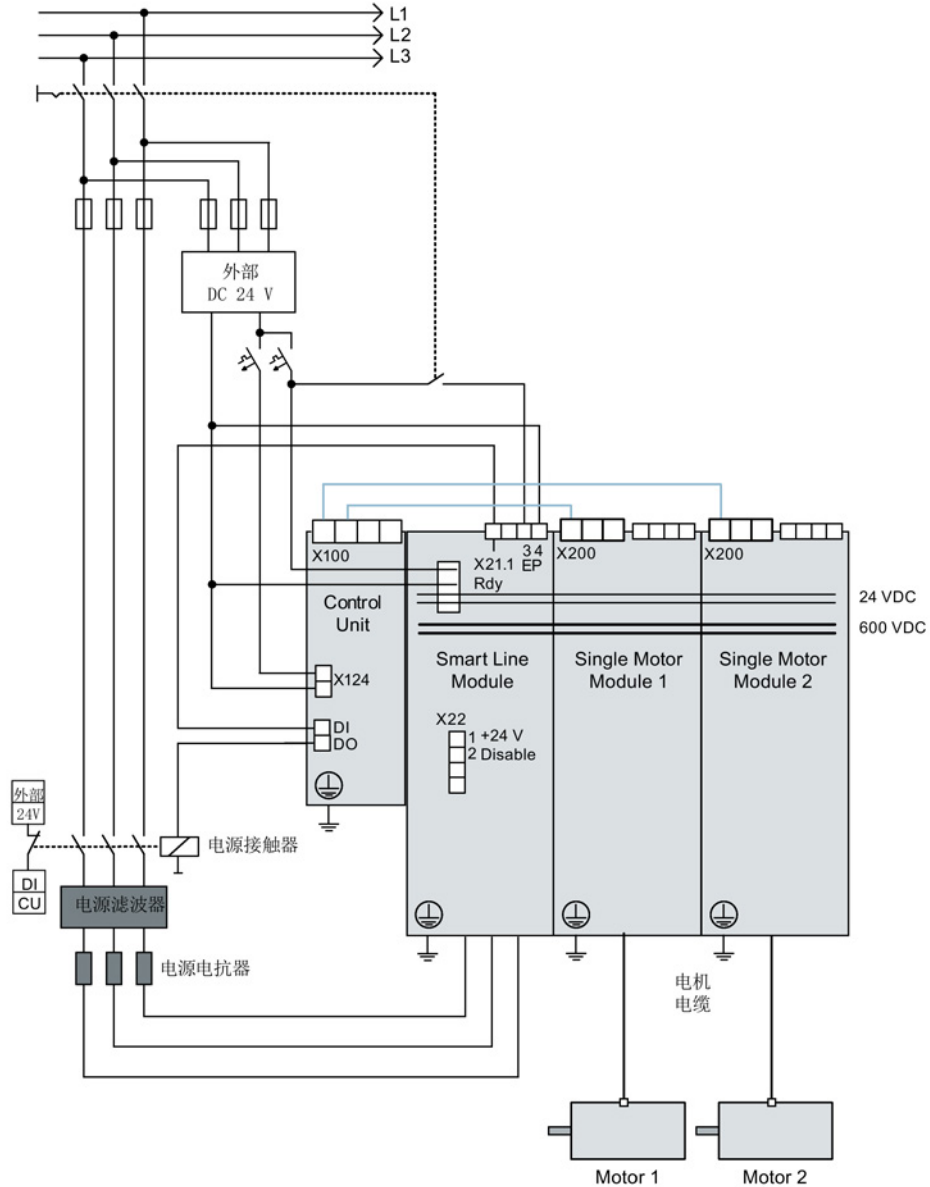 L1
L2
L3
外部
DC 24 V
X100
X21.1
Rdy
3 4
EP
X200
X200
24 VDC
600 VDC
Control
Unit
Smart Line
Module
Single Motor
Module 1
Single Motor
Module 2
X124
X22
1 +24 V
2 Disable
DI
DO
外部
24V
电源接触器
DI
CU
电源滤波器
电源电抗器
电机
电缆
Motor 1
Motor 2